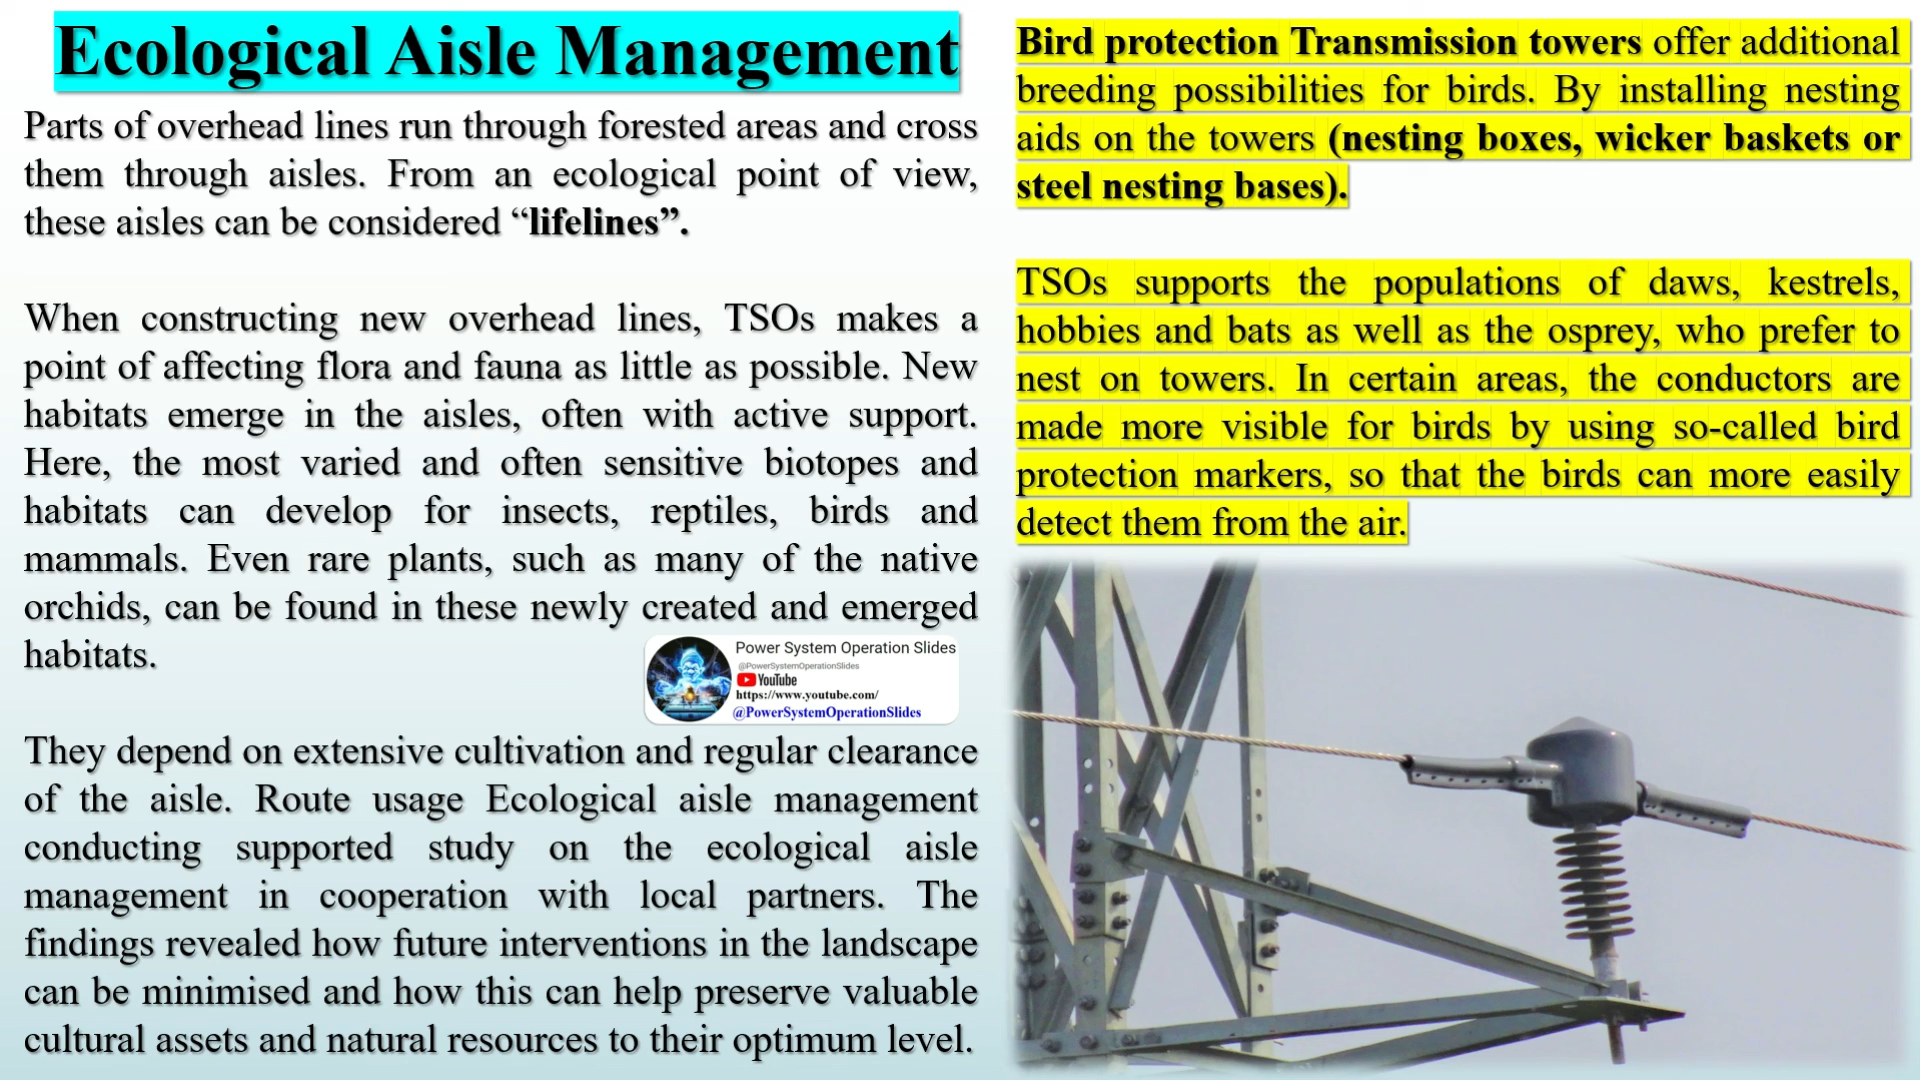 Ecological Aisle Management
Parts of overhead lines run through forested areas and cross
them through aisles. From an ecological point of view,
these aisles can be considered “lifelines”.
When constructing new overhead lines, TSOs makes a
point of affecting flora and fauna as little as possible. New
habitats emerge in the aisles, often with active support.
Here, the most varied and often sensitive biotopes and
habitats can develop for insects, reptiles, birds and
mammals. Even rare plants, such as many of the native
orchids, can be found in these newly created and emerged
habitats.
Power System Operation Slides
@PowerSystemOperationSlides
YouTube
https://www.youtube.com/
@PowerSystemOperationSlides
They depend on extensive cultivation and regular clearance
of the aisle. Route usage Ecological aisle management
conducting supported study on the ecological aisle
management in cooperation with local partners. The
findings revealed how future interventions in the landscape
can be minimised and how this can help preserve valuable
cultural assets and natural resources to their optimum level.
Bird protection Transmission towers offer additional
breeding possibilities for birds. By installing nesting
aids on the towers (nesting boxes, wicker baskets or
steel nesting bases).
TSOs supports the populations of daws, kestrels,
hobbies and bats as well as the osprey, who prefer to
nest on towers. In certain areas, the conductors are
made more visible for birds by using so-called bird
protection markers, so that the birds can more easily
detect them from the air.